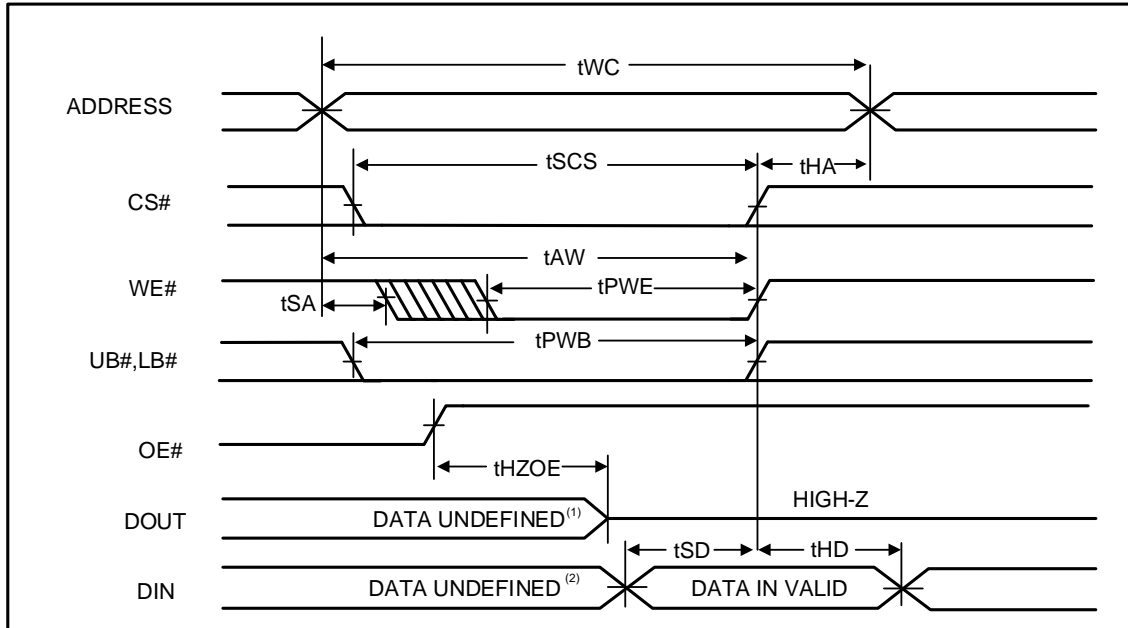 tWC
ADDRESS
tSCS
tHA
CS#
tAW
WE#
tPWE
tSA
tPWB
UB#,LB#
OE#
tHZOE
HIGH-Z
DOUT
DATA UNDEFINED(1)
tSD
tHD
DIN
DATA UNDEFINED (2)
DATA IN VALID